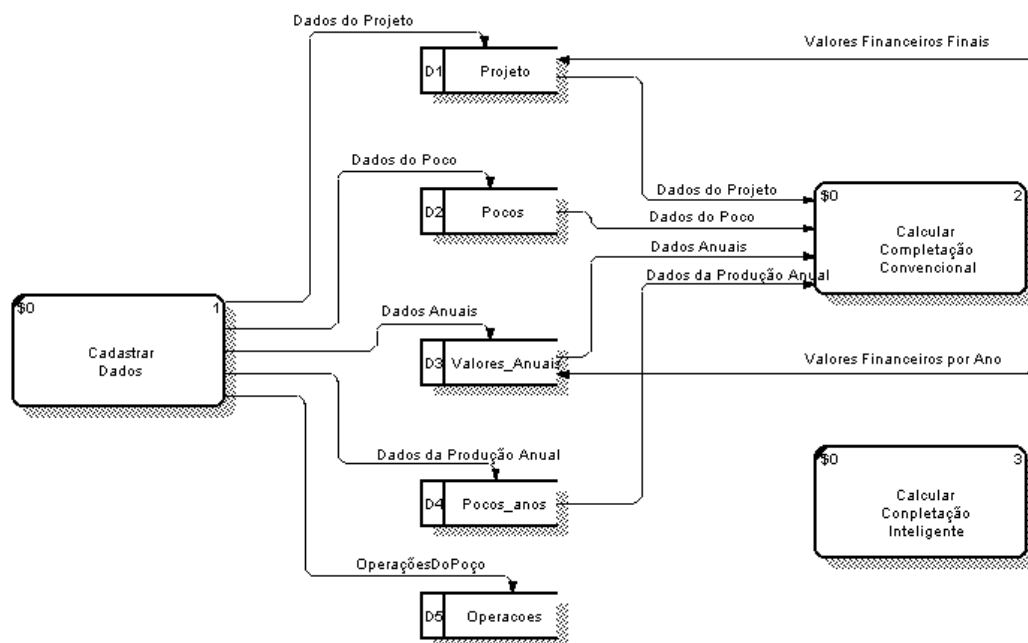 Dados do Projeto
Valores Financeiros Finais
D1 Projeto
Dados do Poco
Dados do Projeto
$0 2
D2 Pocos
Dados do Poco
Calcular
Completação
Convencional
Dados Anuais
Dados da Produção Anual
$0 1
Cadastrar
Dados
Dados Anuais
D3 Valores_Anuais
Valores Financeiros por Ano
Dados da Produção Anual
$0 3
Calcular
Conpletação
Inteligente
D4 Pocos_anos
OperaçõesDoPoço
D5 Operacoes